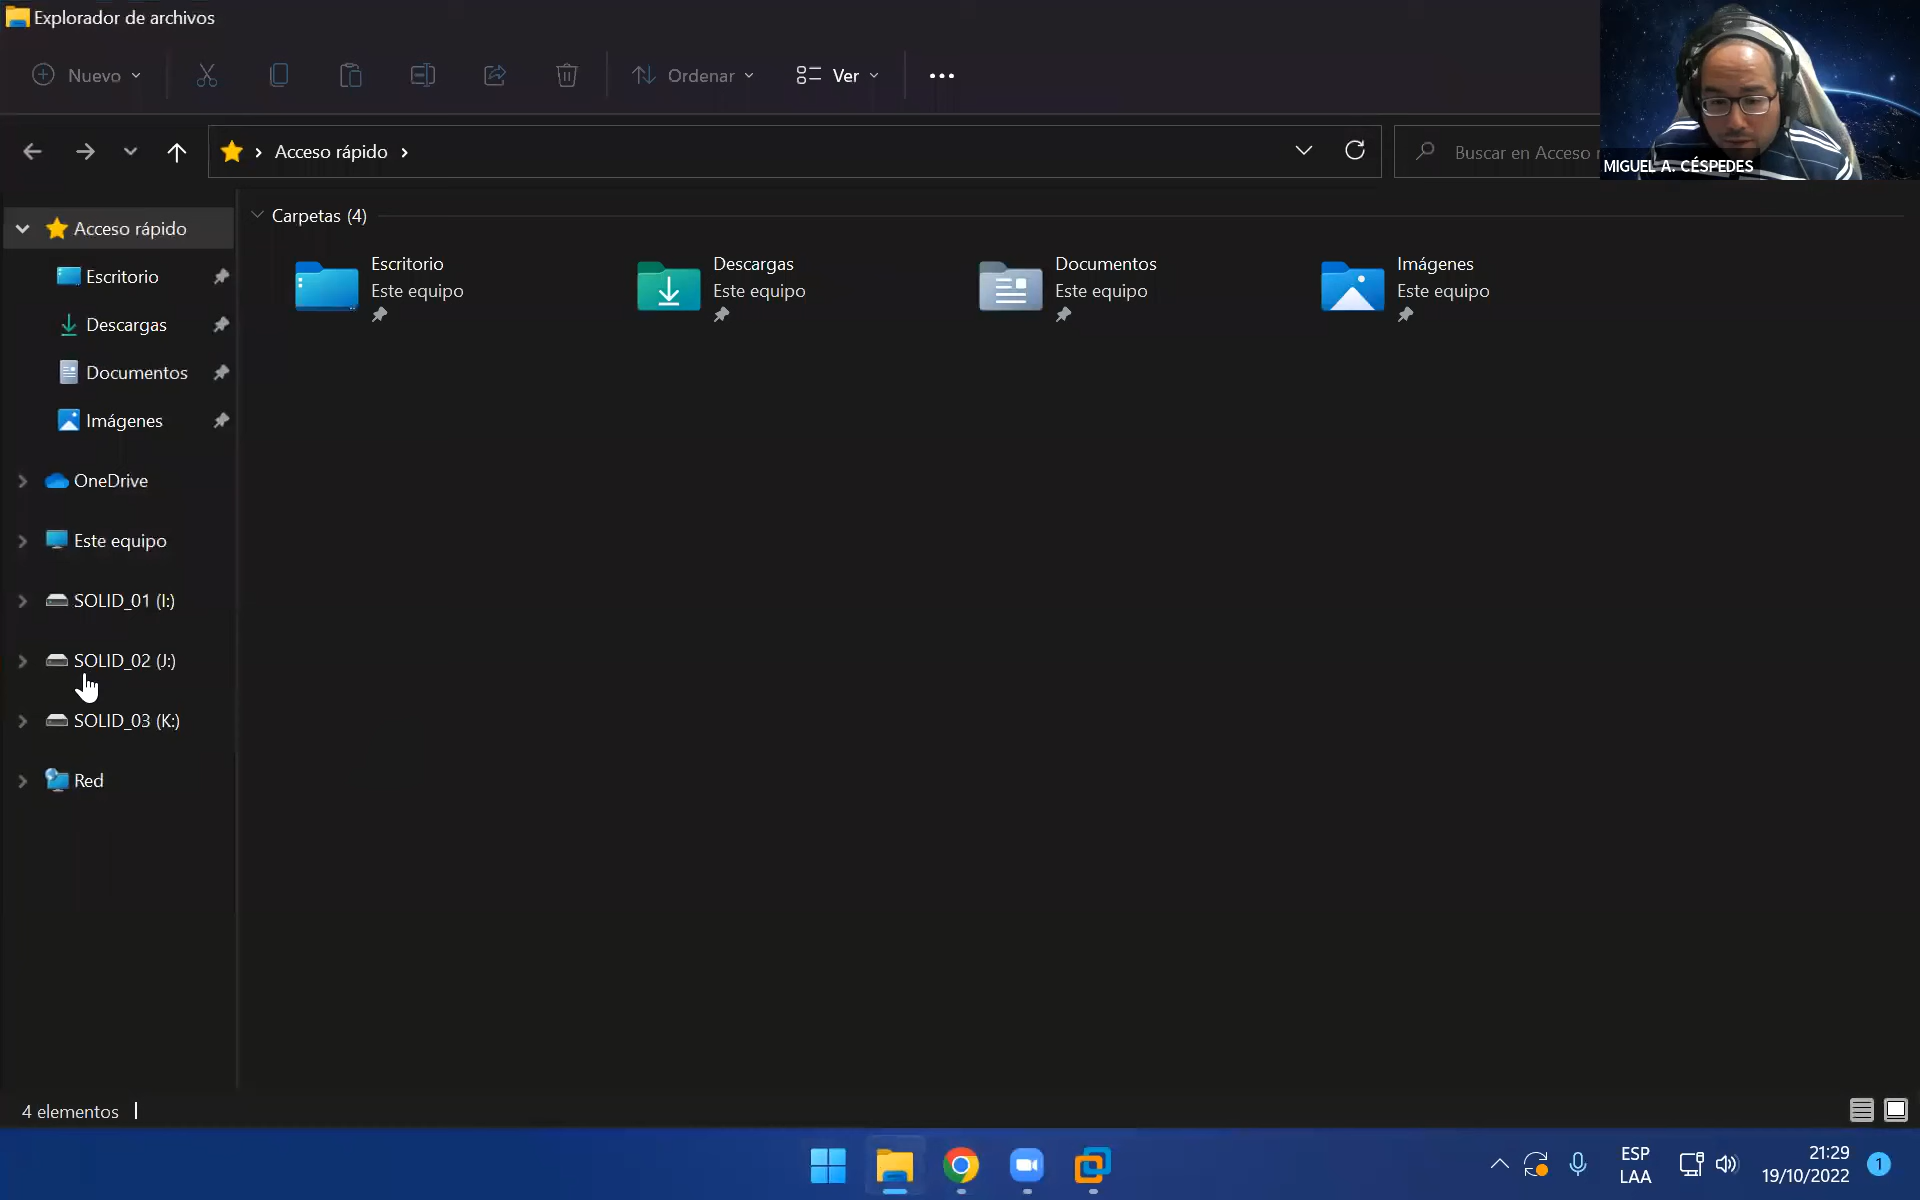 Explorador de archivos
Nuevo
Ordenar
Ver
Acceso rápido
Buscar en Acceso
MIGUEL A. CÉSPEDES
Acceso rápido
Escritorio
Descargas
Documentos
Imágenes
OneDrive
Este equipo
SOLID_01 (I:)
SOLID_02 (J:)
SOLID_03 (K:)
Red
Carpetas (4)
Escritorio
Este equipo
Descargas
Este equipo
Documentos
Este equipo
Imágenes
Este equipo
4 elementos
ESP
LAA
21:29
19/10/2022
1